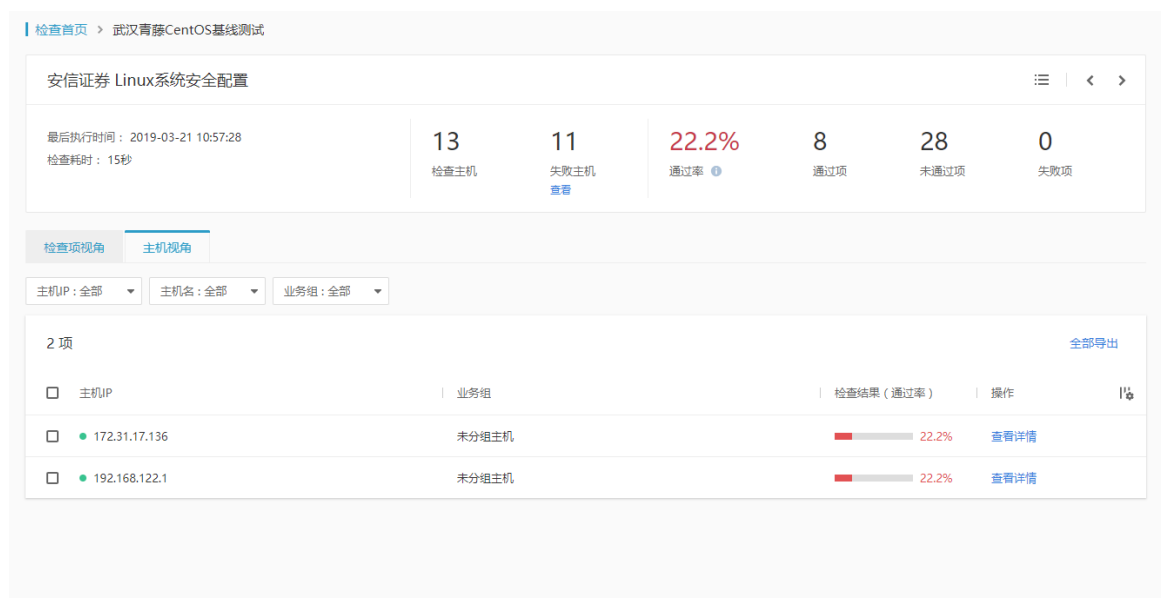 检查首页 > 武汉青藤CentOS基线测试
安信证券 Linux系统安全配置
最后执行时间： 2019-03-21 10:57:28
检查耗时： 15秒
13
检查主机
11
失败主机
查看
22.2%
通过率
8
通过项
28
未通过项
0
失败项
检查项视角 主机视角
主机IP : 全部 主机名 : 全部 业务组 : 全部
2 项 全部导出
主机IP 业务组 检查结果（通过率） 操作
172.31.17.136 未分组主机 22.2% 查看详情
192.168.122.1 未分组主机 22.2% 查看详情